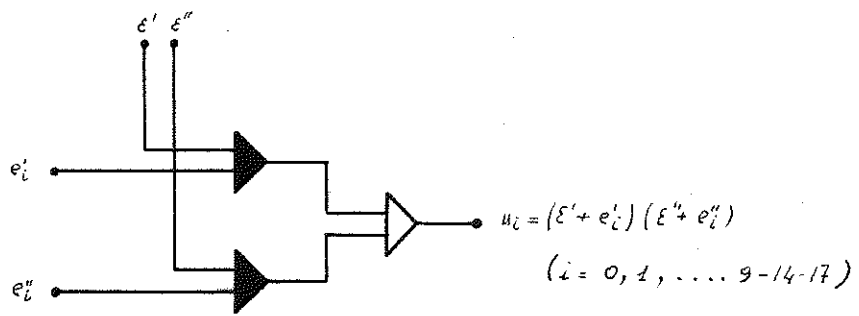 ε' ε"
e'i
uᵢ = (ε' + e'ᵢ) (ε" + e"ᵢ)
(i = 0, 1, .... 9-14-17)
e"i